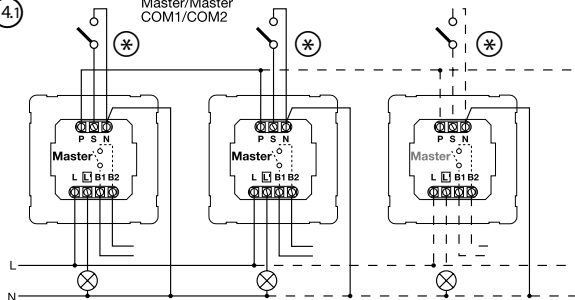 4.1
Master/Master
COM1/COM2
* * *
P S N P S N P S N
Master Master Master
L L' B1 B2 L L' B1 B2 L L' B1 B2
L
N